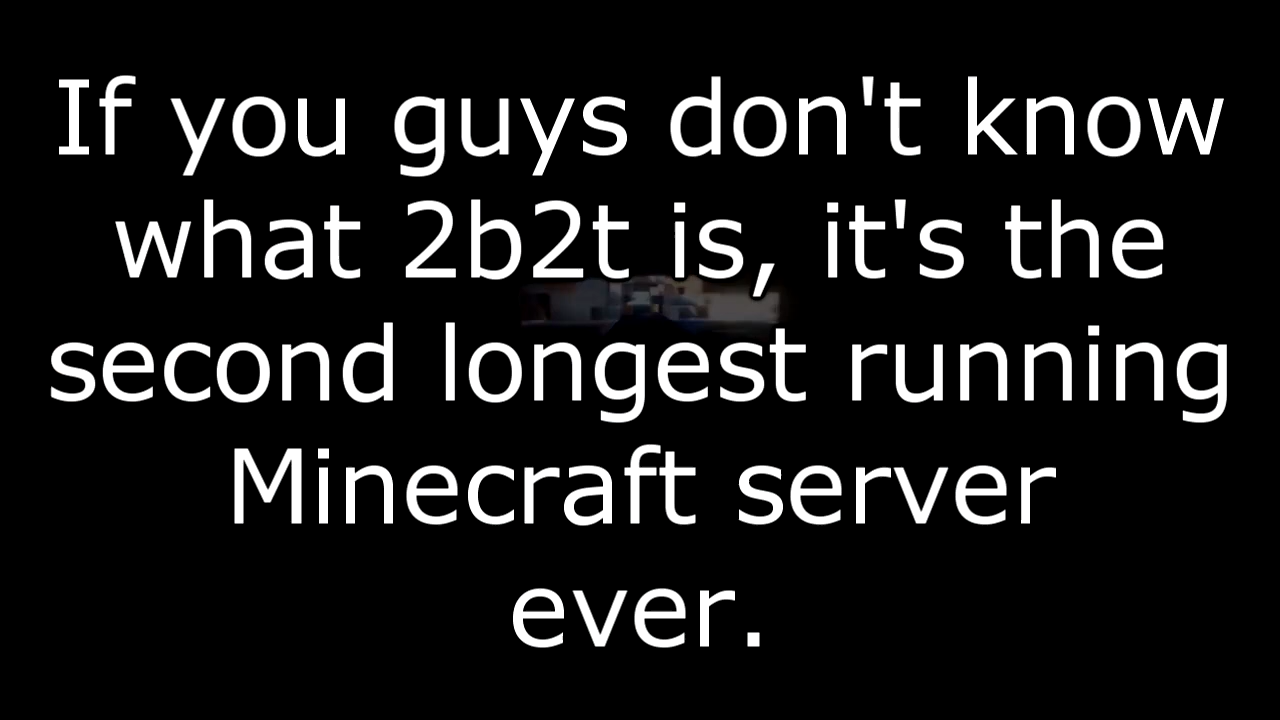 If you guys don't know
what 2b2t is, it's the
second longest running
Minecraft server
ever.